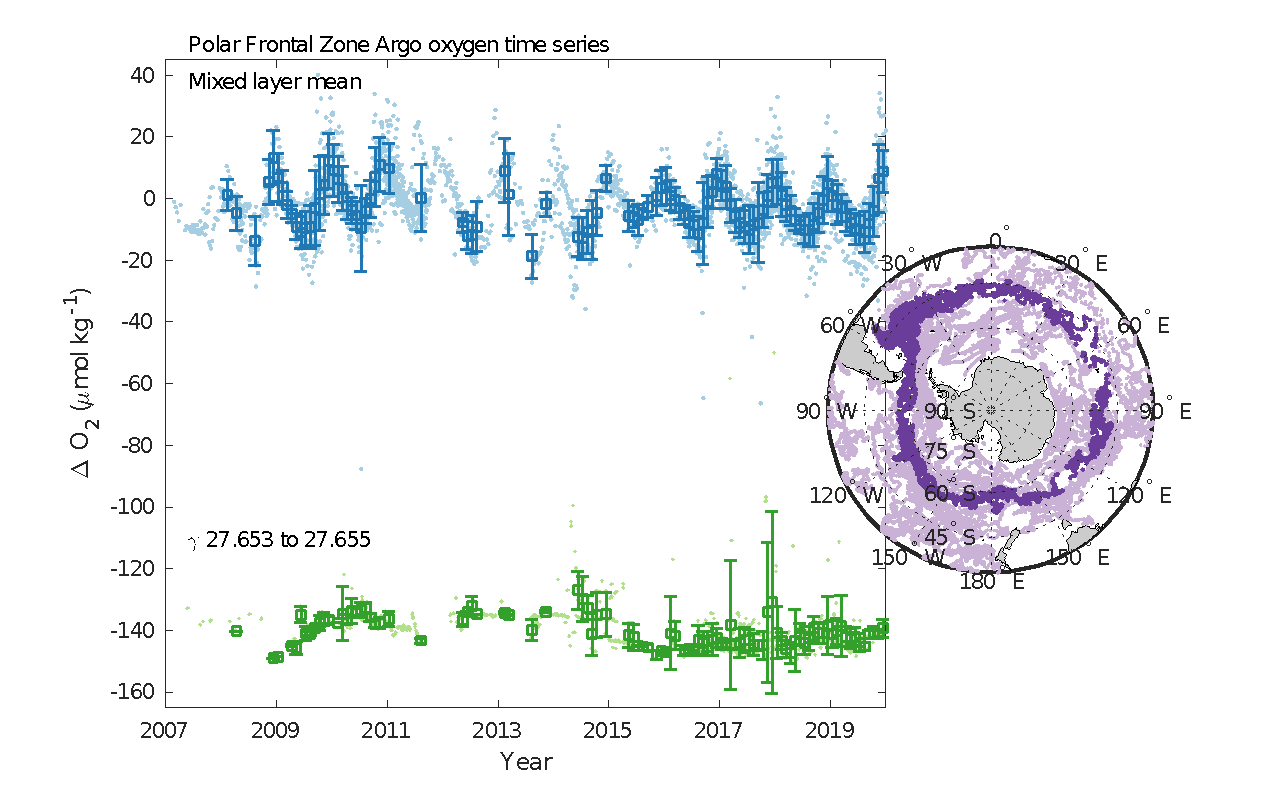 Polar Frontal Zone Argo oxygen time series
Mixed layer mean
40
20
0
-20
-40
-60
-80
-100
-120
-140
-160
Δ O2 (μmol kg-1)
γ 27.653 to 27.655
2007 2009 2011 2013 2015 2017 2019
Year
0°
30° W 30° E
60° W 60° E
90° W 90° S 90° E
75° S
120° W 60° S 120° E
45° S
150° W 150° E
180° E